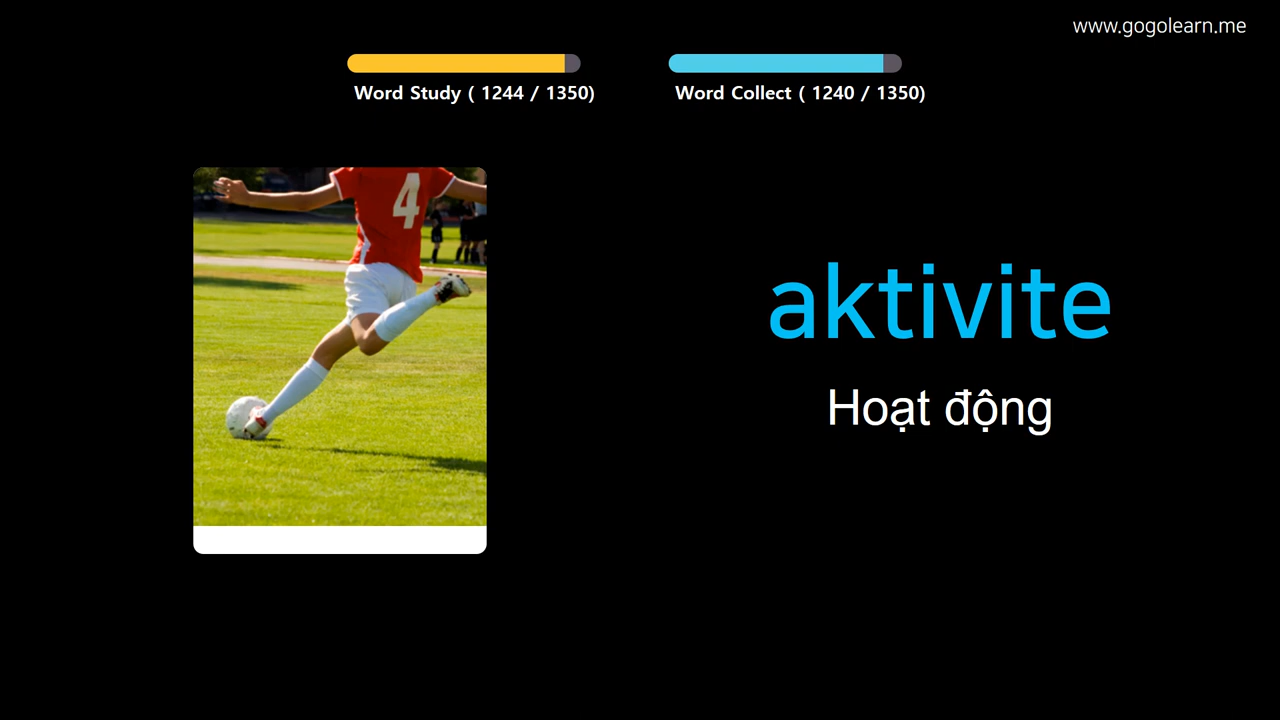 www.gogolearn.me
Word Study ( 1244 / 1350)
Word Collect ( 1240 / 1350)
4
aktivite
Hoạt động